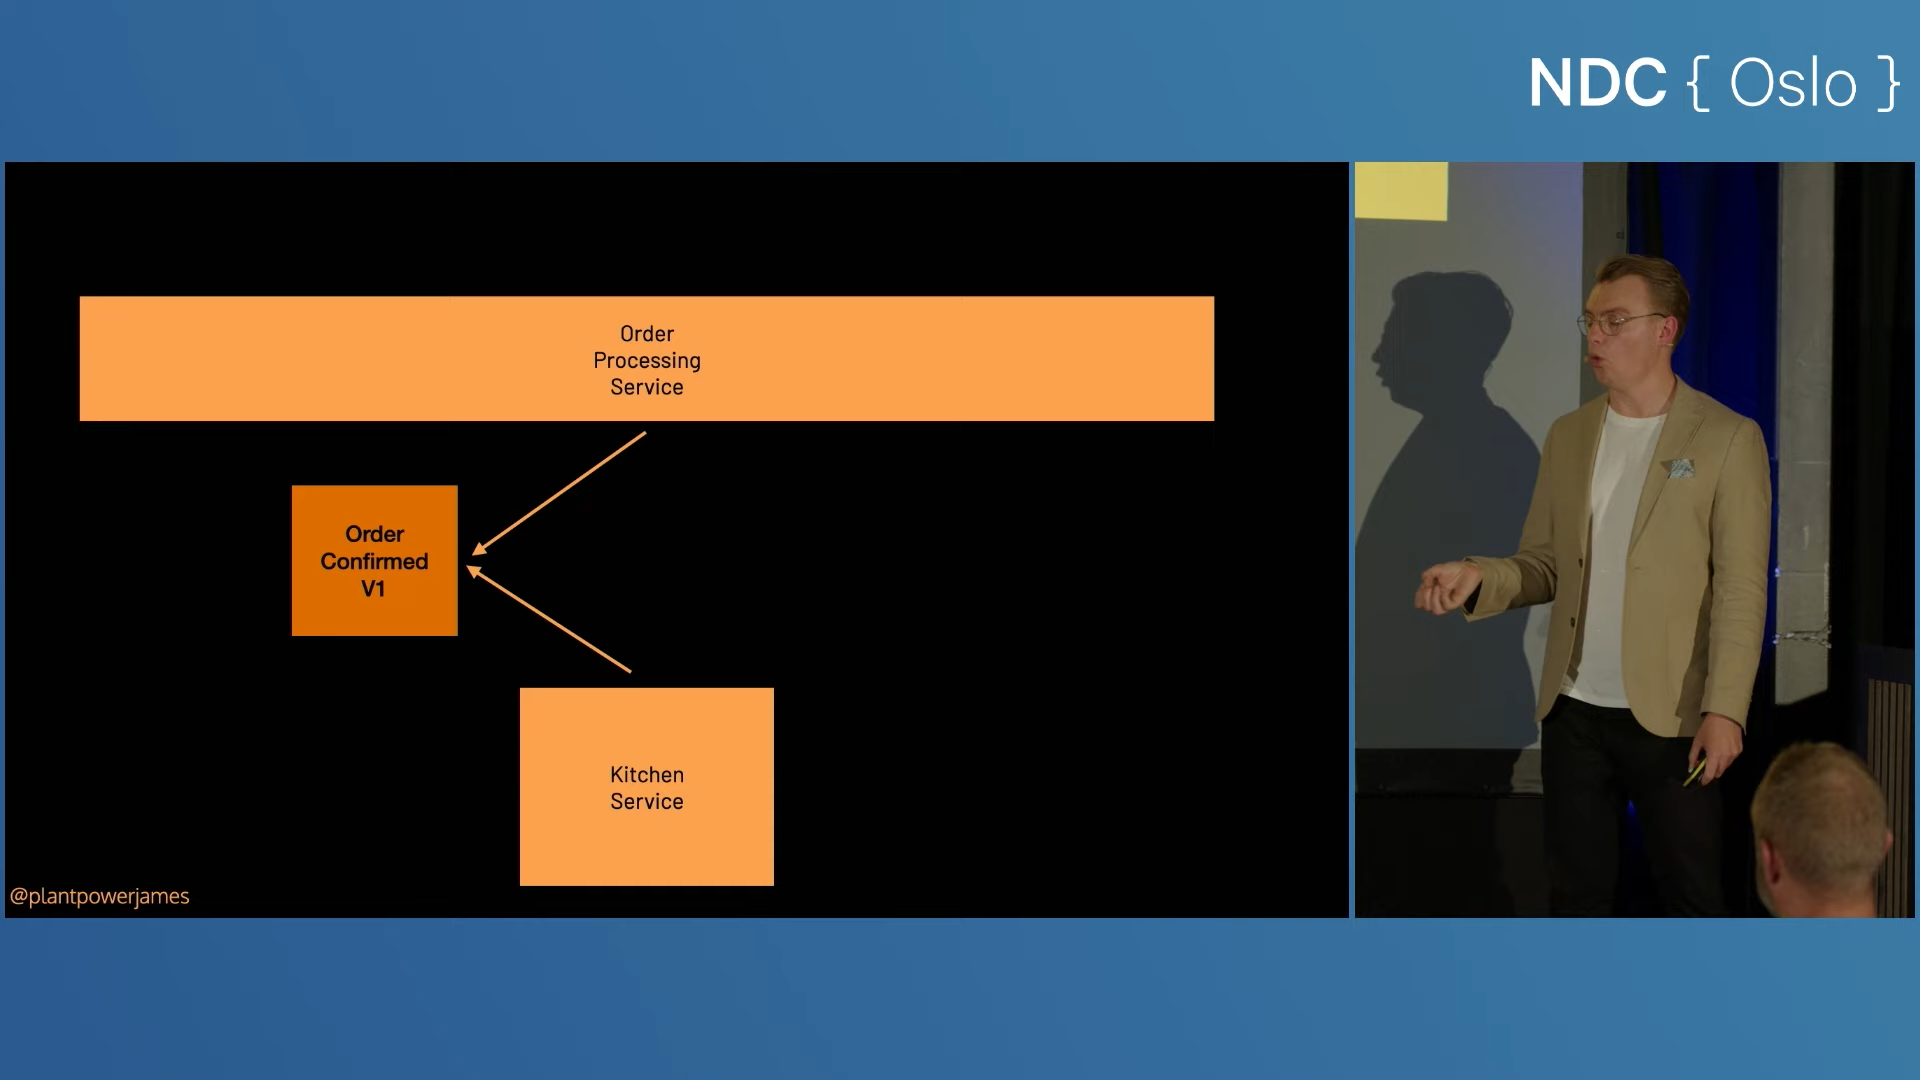 NDC { Oslo }
Order
Processing
Service
Order
Confirmed
V1
Kitchen
Service
@plantpowerjames